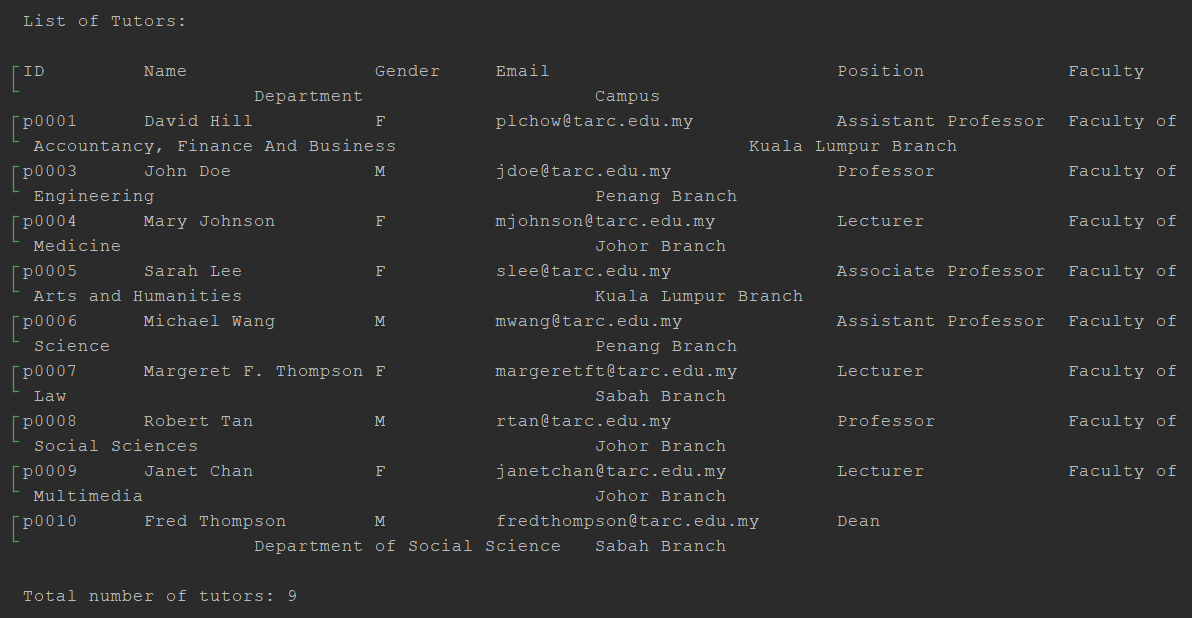 List of Tutors:
ID Name Gender Email Position Faculty
Department Campus
p0001 David Hill F plchow@tarc.edu.my Assistant Professor Faculty of
Accountancy, Finance And Business Kuala Lumpur Branch
p0003 John Doe M jdoe@tarc.edu.my Professor Faculty of
Engineering Penang Branch
p0004 Mary Johnson F mjohnson@tarc.edu.my Lecturer Faculty of
Medicine Johor Branch
p0005 Sarah Lee F slee@tarc.edu.my Associate Professor Faculty of
Arts and Humanities Kuala Lumpur Branch
p0006 Michael Wang M mwang@tarc.edu.my Assistant Professor Faculty of
Science Penang Branch
p0007 Margeret F. Thompson F margeretft@tarc.edu.my Lecturer Faculty of
Law Sabah Branch
p0008 Robert Tan M rtan@tarc.edu.my Professor Faculty of
Social Sciences Johor Branch
p0009 Janet Chan F janetchan@tarc.edu.my Lecturer Faculty of
Multimedia Johor Branch
p0010 Fred Thompson M fredthompson@tarc.edu.my Dean
Department of Social Science Sabah Branch
Total number of tutors: 9